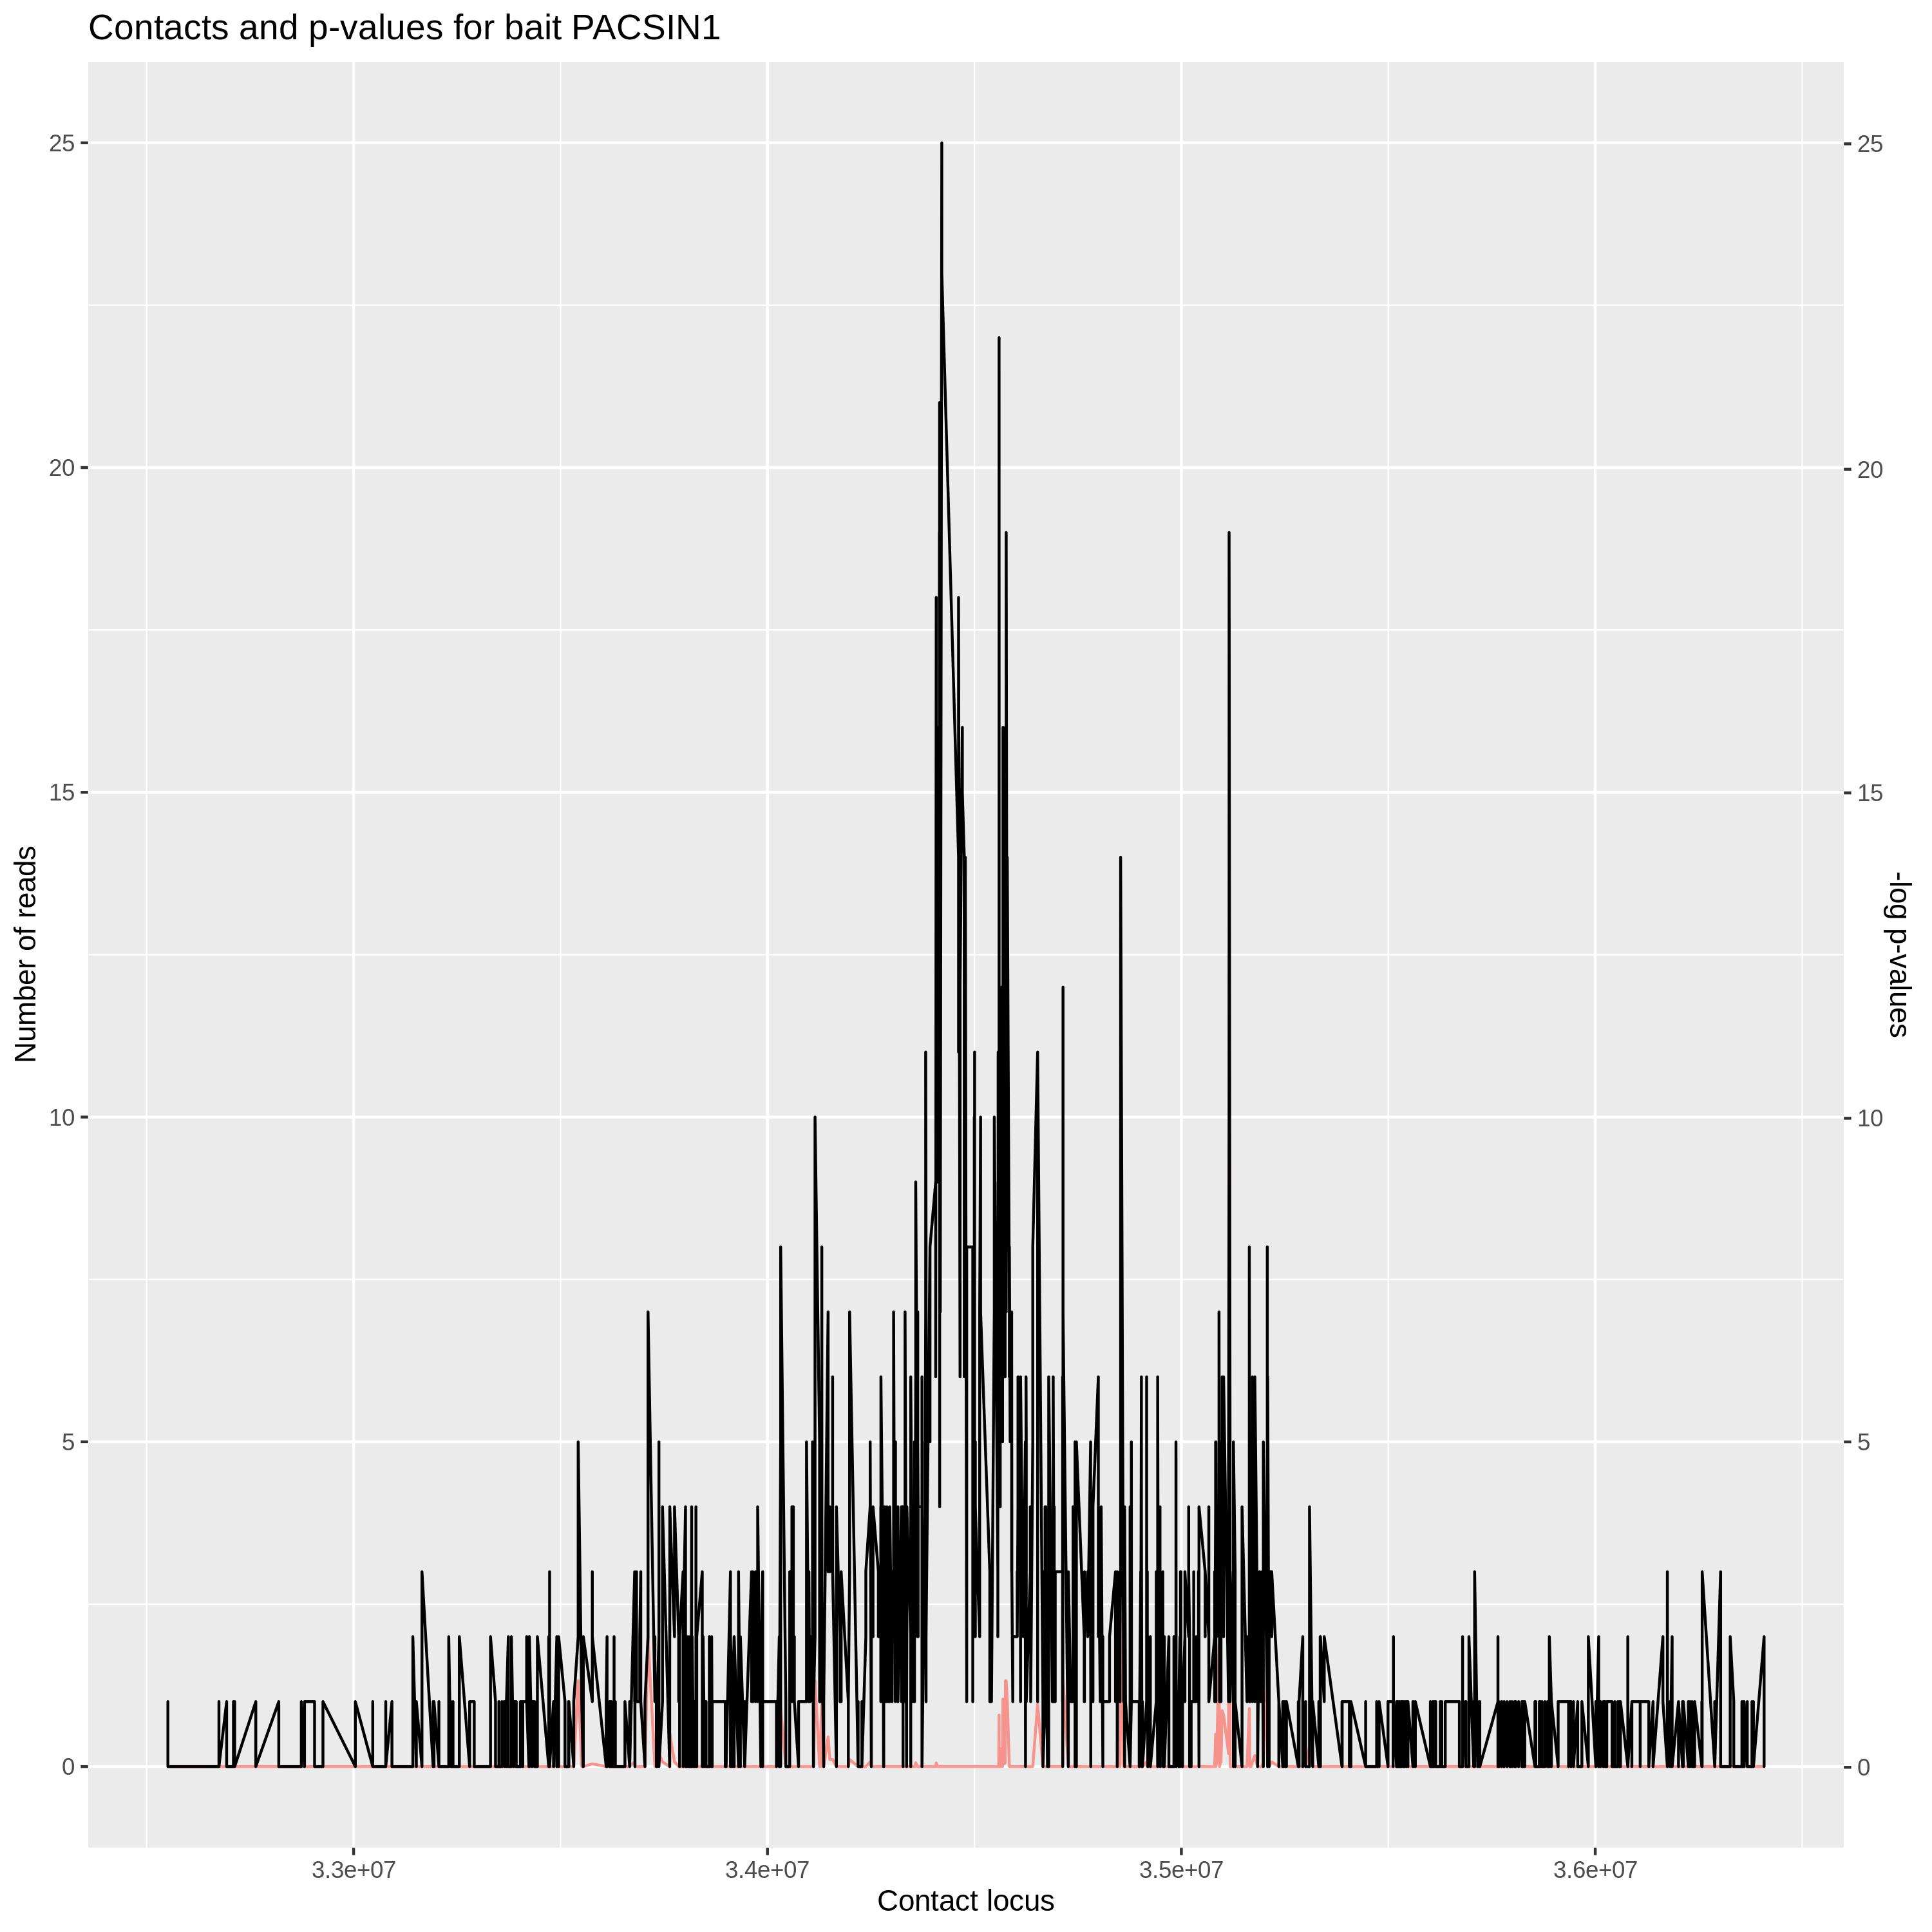 Contacts and p-values for bait PACSIN1
25
20
15
10
5
0
Number of reads
25
20
15
10
5
0
-log p-values
3.3e+07 3.4e+07 3.5e+07 3.6e+07
Contact locus